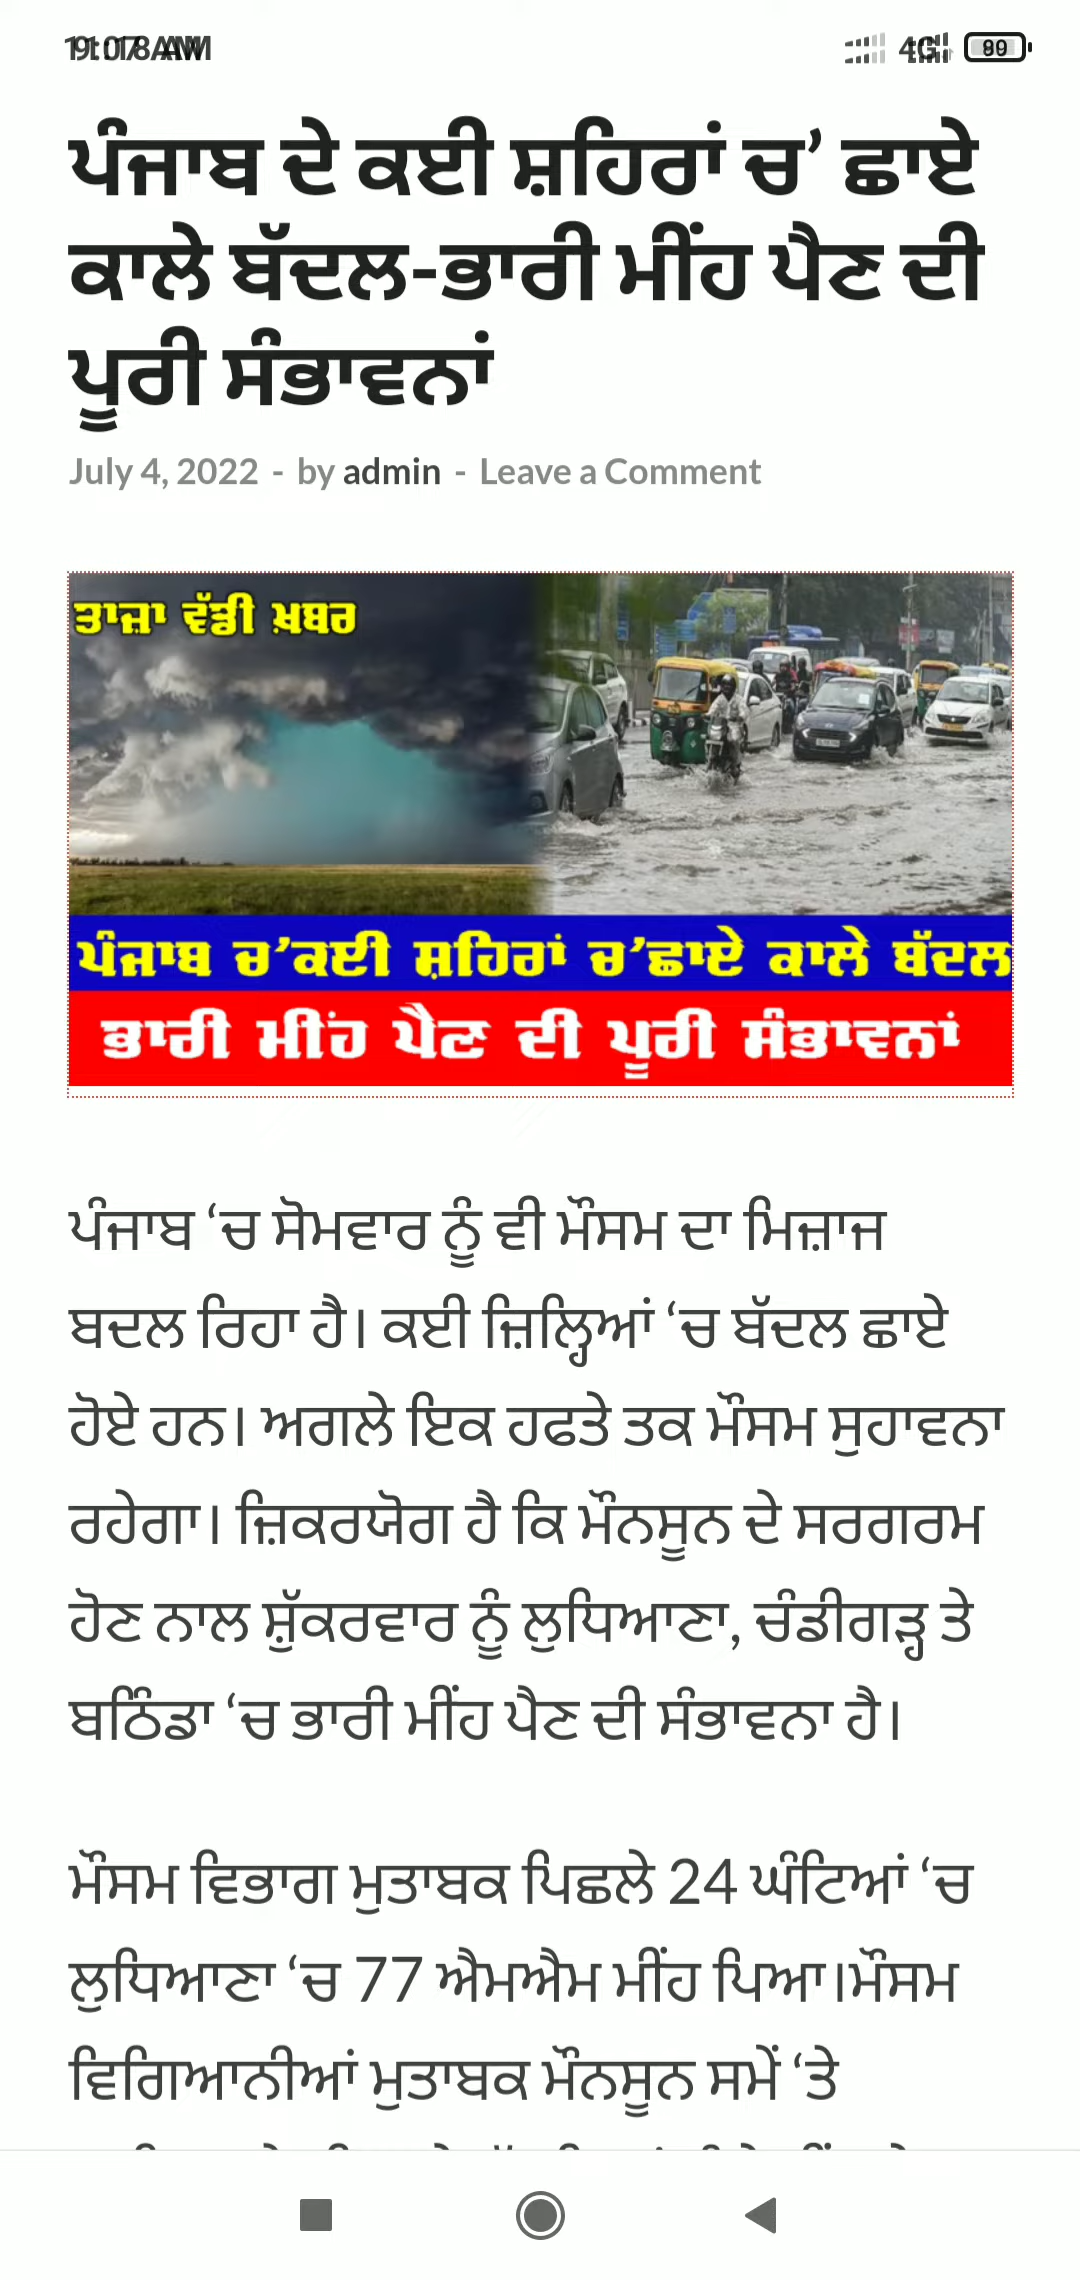 ਪੰਜਾਬ ਦੇ ਕਈ ਸ਼ਹਿਰਾਂ ਚ’ ਛਾਏ
ਕਾਲੇ ਬੱਦਲ-ਭਾਰੀ ਮੀਂਹ ਪੈਣ ਦੀ
ਪੂਰੀ ਸੰਭਾਵਨਾਂ
July 4, 2022 - by admin - Leave a Comment
ਤਾਜ਼ਾ ਵੱਡੀ ਖ਼ਬਰ
ਪੰਜਾਬ ਚ’ਕਈ ਸ਼ਹਿਰਾਂ ਚ’ਛਾਏ ਕਾਲੇ ਬੱਦਲ
ਭਾਰੀ ਮੀਂਹ ਪੈਣ ਦੀ ਪੂਰੀ ਸੰਭਾਵਨਾਂ
ਪੰਜਾਬ ‘ਚ ਸੋਮਵਾਰ ਨੂੰ ਵੀ ਮੌਸਮ ਦਾ ਮਿਜ਼ਾਜ
ਬਦਲ ਰਿਹਾ ਹੈ। ਕਈ ਜ਼ਿਲ੍ਹਿਆਂ ‘ਚ ਬੱਦਲ ਛਾਏ
ਹੋਏ ਹਨ। ਅਗਲੇ ਇਕ ਹਫਤੇ ਤਕ ਮੌਸਮ ਸੁਹਾਵਨਾ
ਰਹੇਗਾ। ਜ਼ਿਕਰਯੋਗ ਹੈ ਕਿ ਮੌਨਸੂਨ ਦੇ ਸਰਗਰਮ
ਹੋਣ ਨਾਲ ਸ਼ੁੱਕਰਵਾਰ ਨੂੰ ਲੁਧਿਆਣਾ, ਚੰਡੀਗੜ੍ਹ ਤੇ
ਬਠਿੰਡਾ ‘ਚ ਭਾਰੀ ਮੀਂਹ ਪੈਣ ਦੀ ਸੰਭਾਵਨਾ ਹੈ।
ਮੌਸਮ ਵਿਭਾਗ ਮੁਤਾਬਕ ਪਿਛਲੇ 24 ਘੰਟਿਆਂ ‘ਚ
ਲੁਧਿਆਣਾ ‘ਚ 77 ਐਮਐਮ ਮੀਂਹ ਪਿਆ।ਮੌਸਮ
ਵਿਗਿਆਨੀਆਂ ਮੁਤਾਬਕ ਮੌਨਸੂਨ ਸਮੇਂ ‘ਤੇ